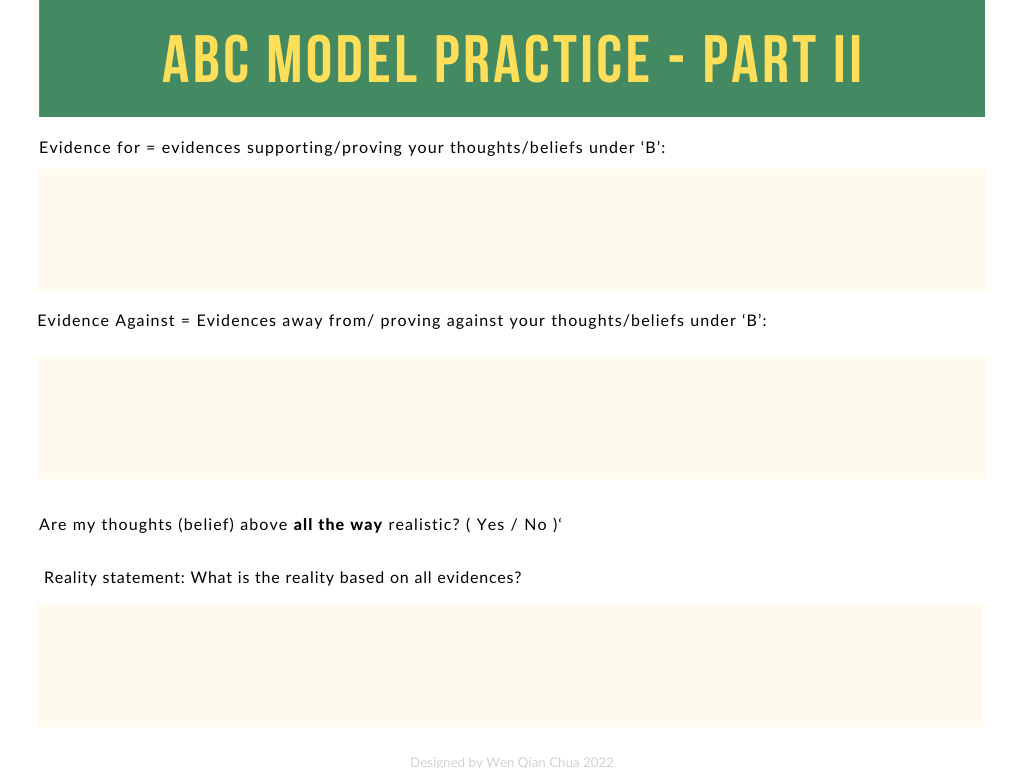 ABC MODEL PRACTICE - PART II
Evidence for = evidences supporting/proving your thoughts/beliefs under ‘B’:
Evidence Against = Evidences away from/ proving against your thoughts/beliefs under ‘B’:
Are my thoughts (belief) above all the way realistic? ( Yes / No )‘
Reality statement: What is the reality based on all evidences?
Designed by Wen Qian Chua 2022